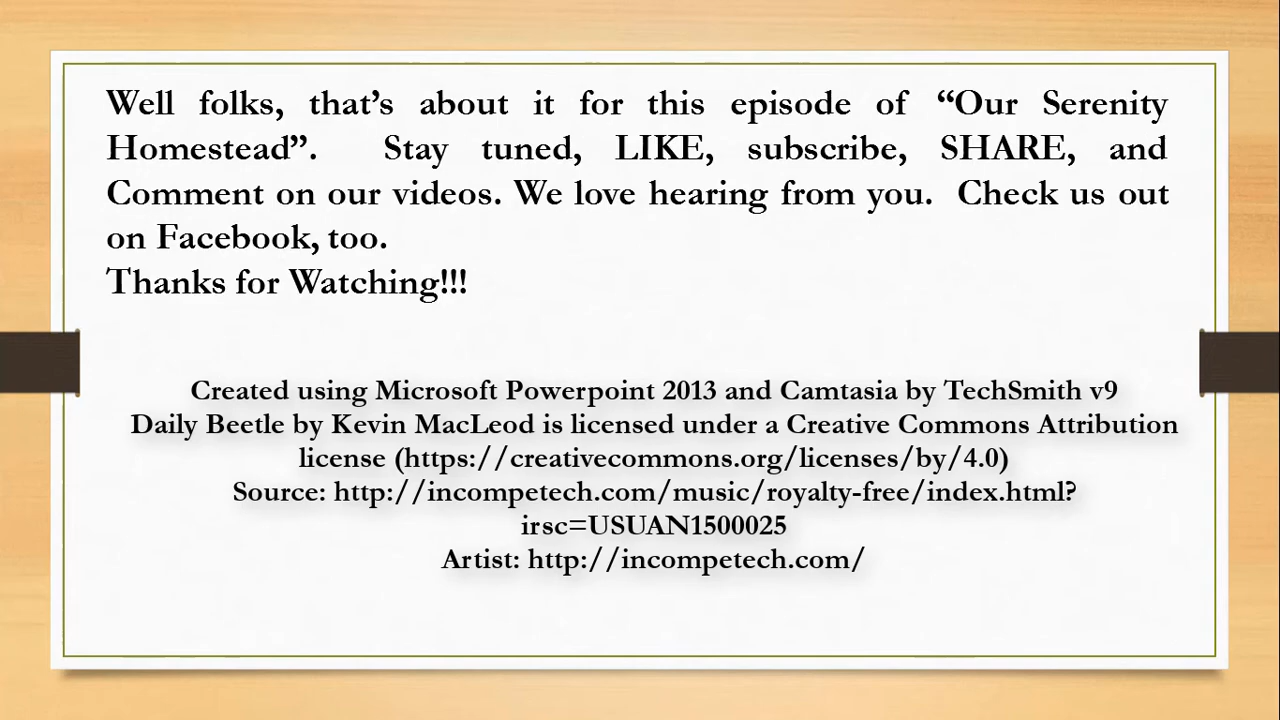 Well folks, that’s about it for this episode of “Our Serenity
Homestead”.  Stay tuned, LIKE, subscribe, SHARE, and
Comment on our videos. We love hearing from you.  Check us out
on Facebook, too.
Thanks for Watching!!!
Created using Microsoft Powerpoint 2013 and Camtasia by TechSmith v9
Daily Beetle by Kevin MacLeod is licensed under a Creative Commons Attribution
license (https://creativecommons.org/licenses/by/4.0)
Source: http://incompetech.com/music/royalty-free/index.html?
irsc=USUAN1500025
Artist: http://incompetech.com/